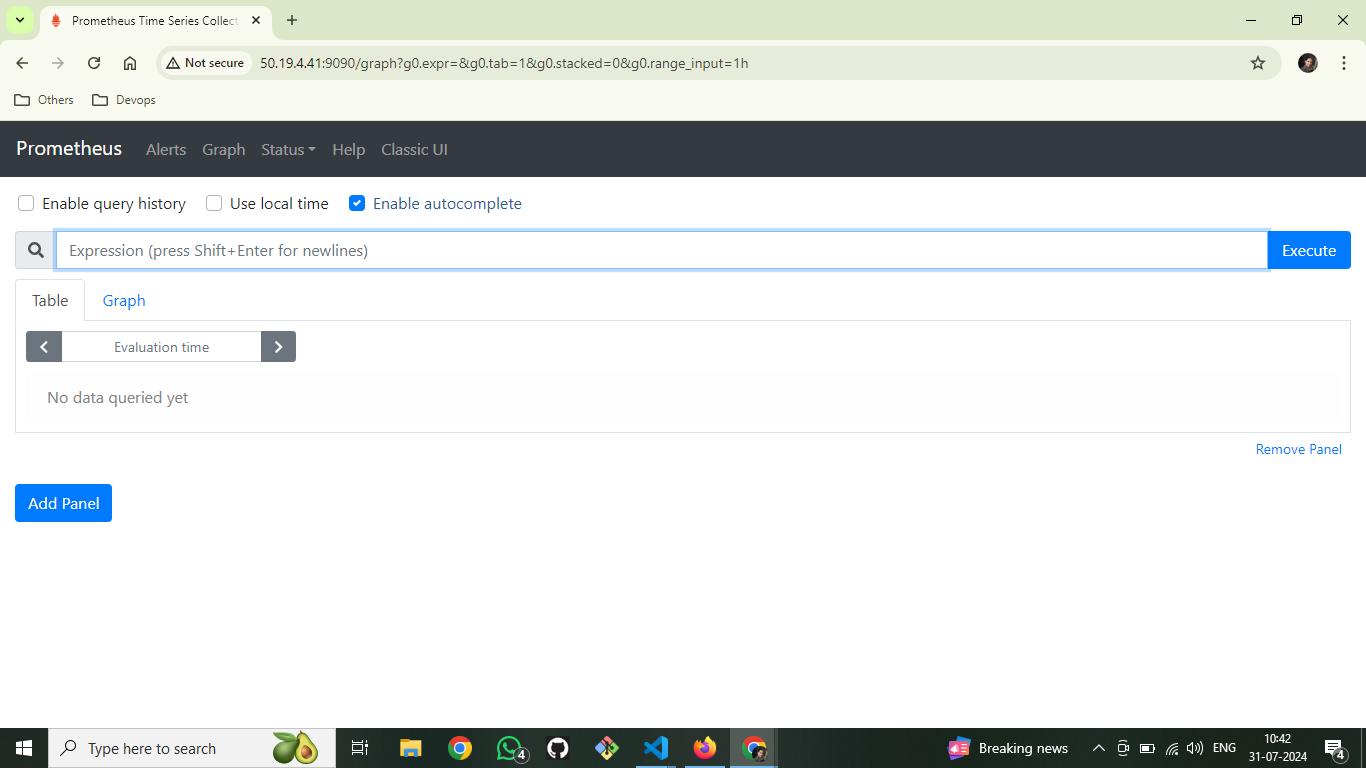 Prometheus Time Series Collect
Not secure 50.19.4.41:9090/graph?g0.expr=&g0.tab=1&g0.stacked=0&g0.range_input=1h
Others Devops
Prometheus Alerts Graph Status Help Classic UI
Enable query history Use local time Enable autocomplete
Expression (press Shift+Enter for newlines) Execute
Table Graph
Evaluation time
No data queried yet
Remove Panel
Add Panel
Type here to search 4 Breaking news ENG 10:42 4
31-07-2024